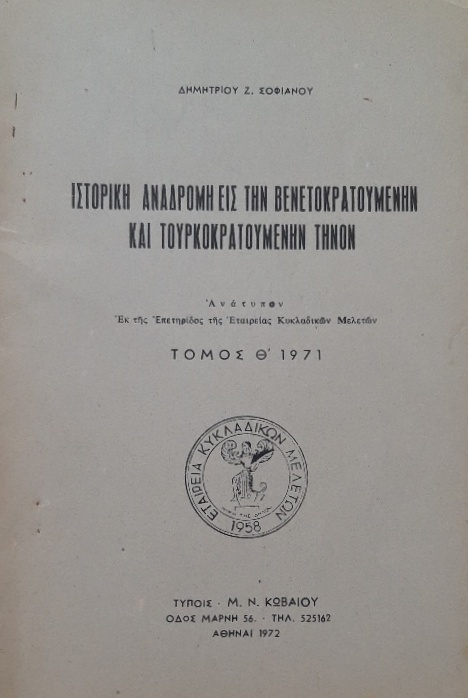 ΔΗΜΗΤΡΙΟΥ Ζ. ΣΟΦΙΑΝΟΥ
ΙΣΤΟΡΙΚΗ ΑΝΑΔΡΟΜΗ ΕΙΣ ΤΗΝ ΒΕΝΕΤΟΚΡΑΤΟΥΜΕΝΗΝ
ΚΑΙ ΤΟΥΡΚΟΚΡΑΤΟΥΜΕΝΗΝ ΤΗΝΟΝ
Ἀνάτυπον
Ἐκ τῆς Ἐπετηρίδος τῆς Ἑταιρείας Κυκλαδικῶν Μελετῶν
ΤΟΜΟΣ Θ' 1971
ΕΤΑΙΡΕΙΑ ΚΥΚΛΑΔΙΚΩΝ ΜΕΛΕΤΩΝ
1958
ΤΥΠΟΙΣ · Μ. Ν. ΚΩΒΑΙΟΥ
ΟΔΟΣ ΜΑΡΝΗ 56. · ΤΗΛ. 525162
ΑΘΗΝΑΙ 1972